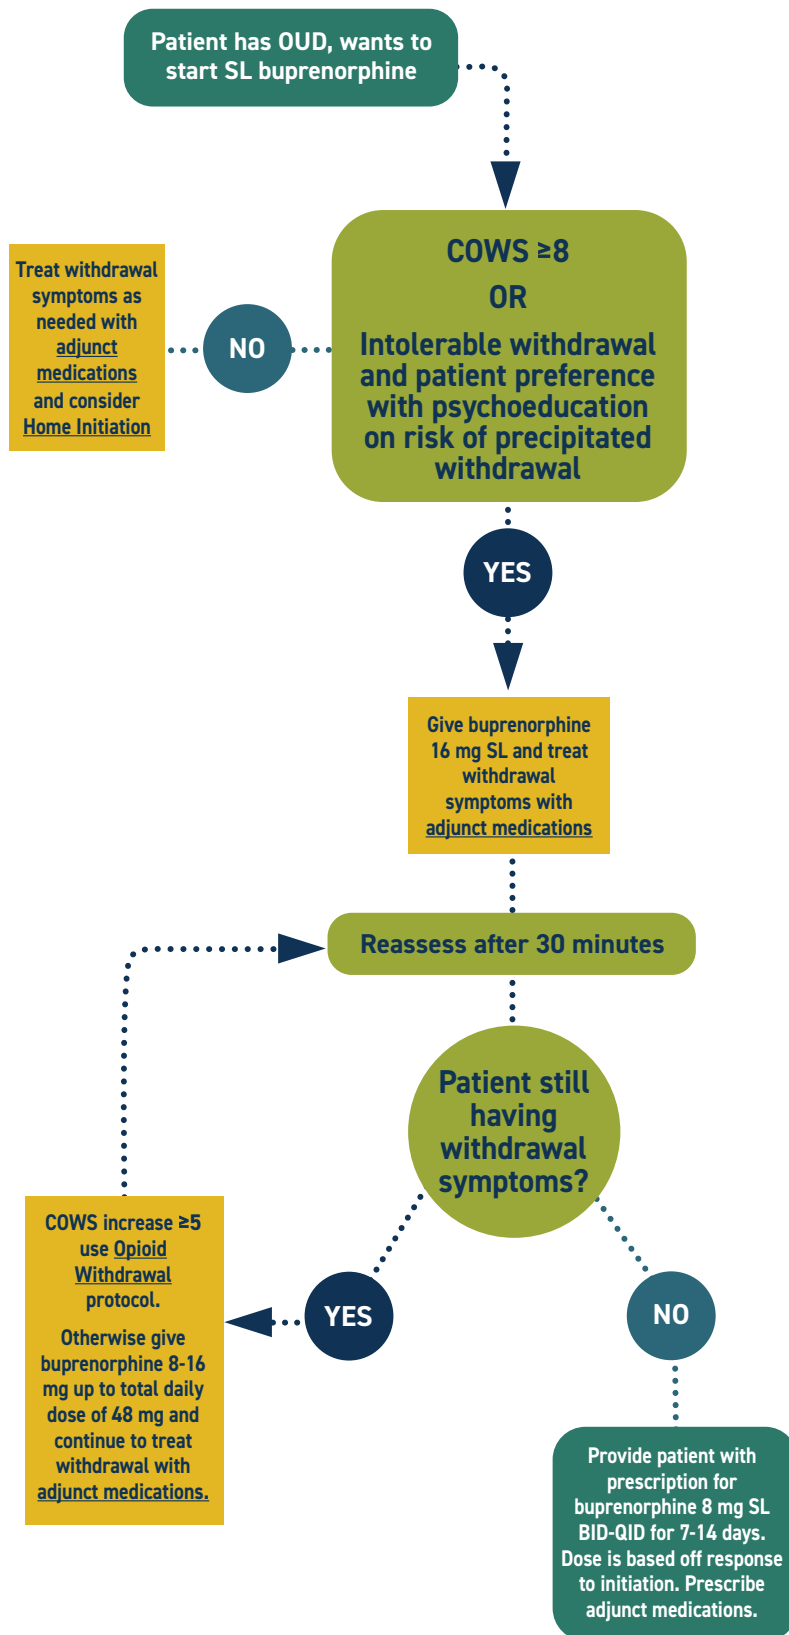 Patient has OUD, wants to
start SL buprenorphine
COWS ≥8
OR
Intolerable withdrawal
and patient preference
with psychoeducation
on risk of precipitated
withdrawal
NO
Treat withdrawal
symptoms as
needed with
adjunct
medications
and consider
Home Initiation
YES
Give buprenorphine
16 mg SL and treat
withdrawal
symptoms with
adjunct medications
Reassess after 30 minutes
Patient still
having
withdrawal
symptoms?
YES
COWS increase ≥5
use Opioid
Withdrawal
protocol.
Otherwise give
buprenorphine 8-16
mg up to total daily
dose of 48 mg and
continue to treat
withdrawal with
adjunct medications.
NO
Provide patient with
prescription for
buprenorphine 8 mg SL
BID-QID for 7-14 days.
Dose is based off response
to initiation. Prescribe
adjunct medications.